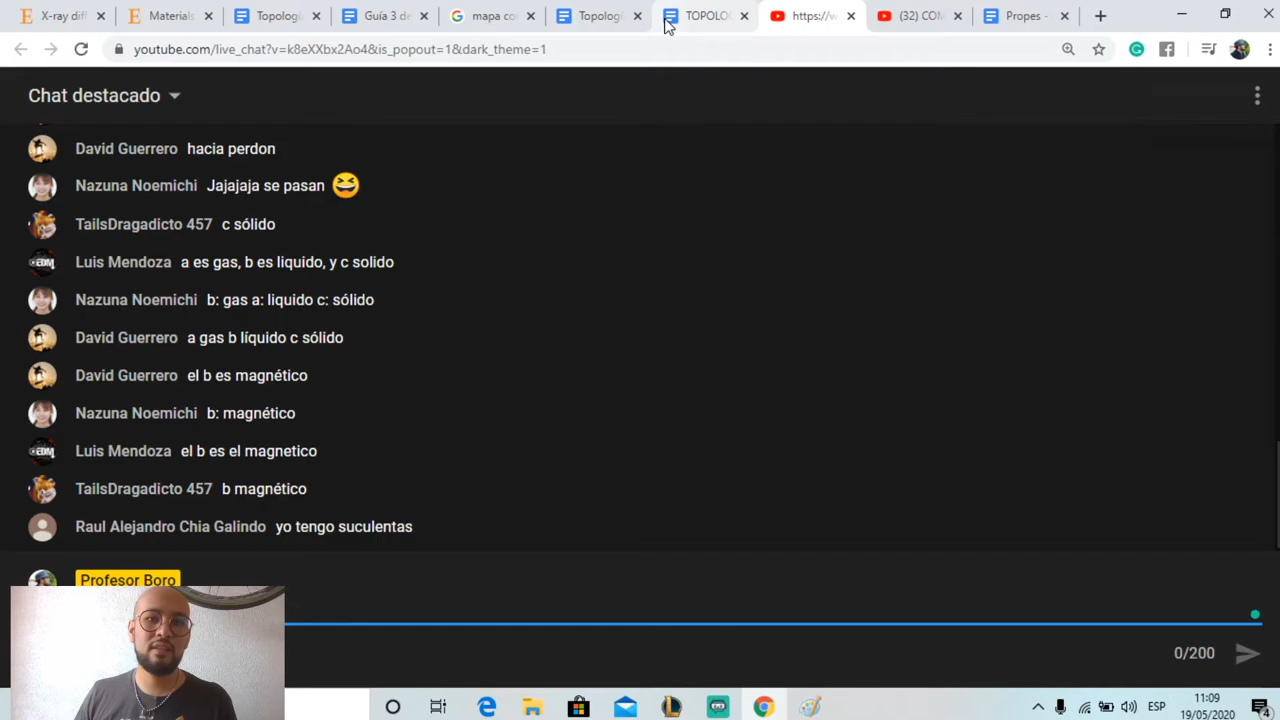 X-ray diff
Materials
Topolog
Guía 3 de
mapa co
Topologi
TOPOLO
https://w
(32) CO
Propes -
youtube.com/live_chat?v=k8eXXbx2Ao4&is_popout=1&dark_theme=1
Chat destacado
David Guerrero hacia perdon
Nazuna Noemichi Jajajaja se pasan 😆
TailsDragadicto 457 c sólido
Luis Mendoza a es gas, b es liquido, y c solido
Nazuna Noemichi b: gas a: liquido c: sólido
David Guerrero a gas b líquido c sólido
David Guerrero el b es magnético
Nazuna Noemichi b: magnético
Luis Mendoza el b es el magnetico
TailsDragadicto 457 b magnético
Raul Alejandro Chia Galindo yo tengo suculentas
Profesor Boro
0/200
ESP
11:09
19/05/2020
4